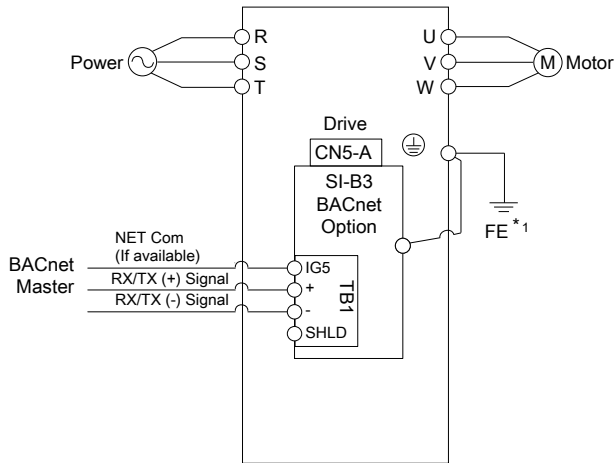 R
S
T
Power
U
V
W
M
Motor
Drive
CN5-A
SI-B3
BACnet
Option
FE *1
NET Com
(If available)
BACnet
Master
RX/TX (+) Signal
RX/TX (-) Signal
IG5
+
-
SHLD
TB1